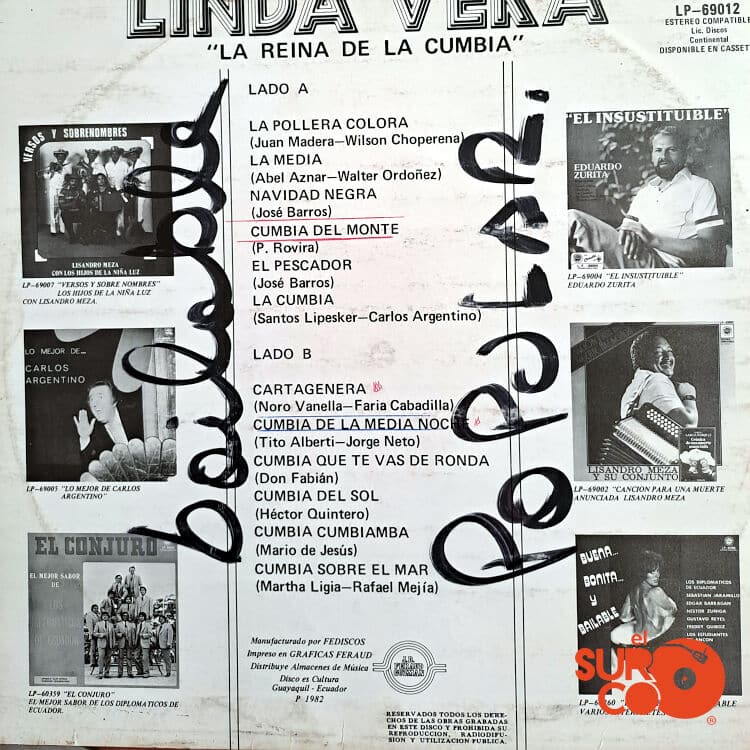 LINDA VERA
"LA REINA DE LA CUMBIA"
LP-69012
ESTEREO COMPATIBLE
Lic. Discos
Continental
DISPONIBLE EN CASSET
LADO A
LA POLLERA COLORA
(Juan Madera-Wilson Choperena)
LA MEDIA
(Abel Aznar-Walter Ordoñez)
NAVIDAD NEGRA
(José Barros)
CUMBIA DEL MONTE
(P. Rovira)
EL PESCADOR
(José Barros)
LA CUMBIA
(Santos Lipesker-Carlos Argentino)
LADO B
CARTAGENERA
(Noro Vanella-Faria Cabadilla)
CUMBIA DE LA MEDIA NOCHE
(Tito Alberti-Jorge Neto)
CUMBIA QUE TE VAS DE RONDA
(Don Fabián)
CUMBIA DEL SOL
(Héctor Quintero)
CUMBIA CUMBIAMBA
(Mario de Jesús)
CUMBIA SOBRE EL MAR
(Martha Ligia-Rafael Mejía)
bailable
POPULAR.
VERSOS Y SOBRENOMBRES
LISANDRO MEZA
CON LOS HIJOS DE LA NIÑA LUZ
LP-69007 "VERSOS Y SOBRE NOMBRES"
LOS HIJOS DE LA NIÑA LUZ
CON LISANDRO MEZA.
LO MEJOR DE...
CARLOS
ARGENTINO
LP-69005 "LO MEJOR DE CARLOS
ARGENTINO"
EL CONJURO
EL MEJOR SABOR DE
LP-60359 "EL CONJURO"
EL MEJOR SABOR DE LOS DIPLOMATICOS DE
ECUADOR.
"EL INSUSTITUIBLE"
EDUARDO
ZURITA
LP-69004 "EL INSUSTITUIBLE"
EDUARDO ZURITA
LISANDRO MEZA
Y SU CONJUNTO
LP-69002 "CANCION PARA UNA MUERTE
ANUNCIADA LISANDRO MEZA
BUENA...
BONITA...
Y
BAILABLE
LOS DIPLOMATICOS
DE ECUADOR
SEBASTIAN JARAMILLO
EDGAR BARRAGAN
NESTOR ZUÑIGA
GUSTAVO REYES
FREDDY QUIROZ
LOS ESTUDIANTES
Manufacturado por FEDISCOS
Impreso en GRAFICAS FERAUD
Distribuye Almacenes de Música
Disco es Cultura
Guayaquil - Ecuador
P 1982
J.D.
FERAUD
GUZMAN
RESERVADOS TODOS LOS DERE-
CHOS DE LAS OBRAS GRABADAS
EN ESTE DISCO Y PROHIBIDA SU
REPRODUCCION, RADIODIFU-
SION Y UTILIZACION PUBLICA.
el
SURCO